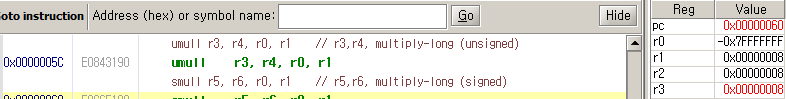 Goto instruction Address (hex) or symbol name: Go Hide
Reg Value
pc 0x00000060
r0 -0x7FFFFFFF
r1 0x00000008
r2 0x00000008
r3 0x00000008
umull r3, r4, r0, r1 // r3,r4, multiply-long (unsigned)
0x0000005C E0843190 umull r3, r4, r0, r1
smull r5, r6, r0, r1 // r5,r6, multiply-long (signed)